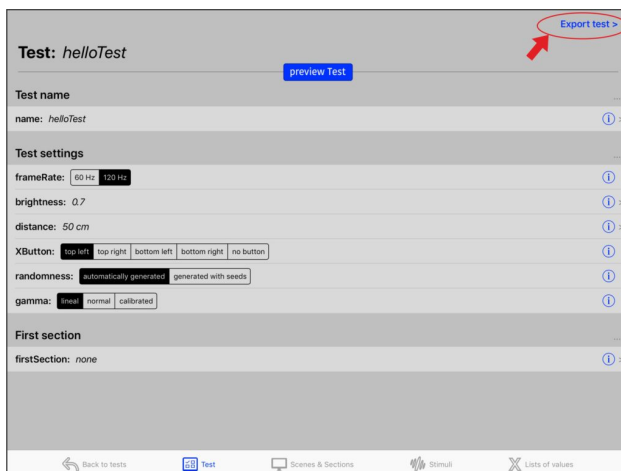 Export test >
Test: helloTest
preview Test
Test name
name: helloTest
Test settings
frameRate: 60 Hz 120 Hz
brightness: 0.7
distance: 50 cm
XButton: top left top right bottom left bottom right no button
randomness: automatically generated generated with seeds
gamma: lineal normal calibrated
First section
firstSection: none
Back to tests Test Scenes & Sections Stimuli Lists of values